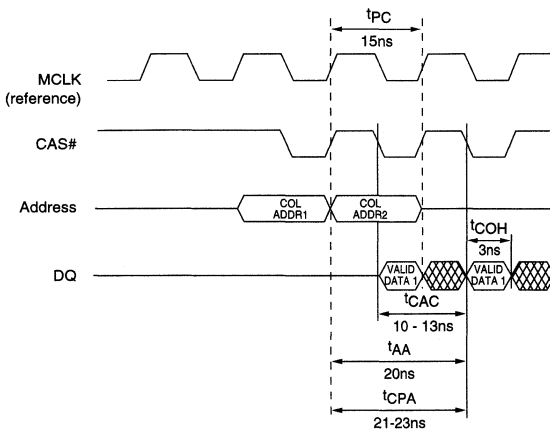 tPC
15ns
MCLK
(reference)
CAS#
Address
COL
ADDR1
COL
ADDR2
tCOH
3ns
DQ
VALID
DATA 1
VALID
DATA 1
tCAC
10 - 13ns
tAA
20ns
tCPA
21-23ns